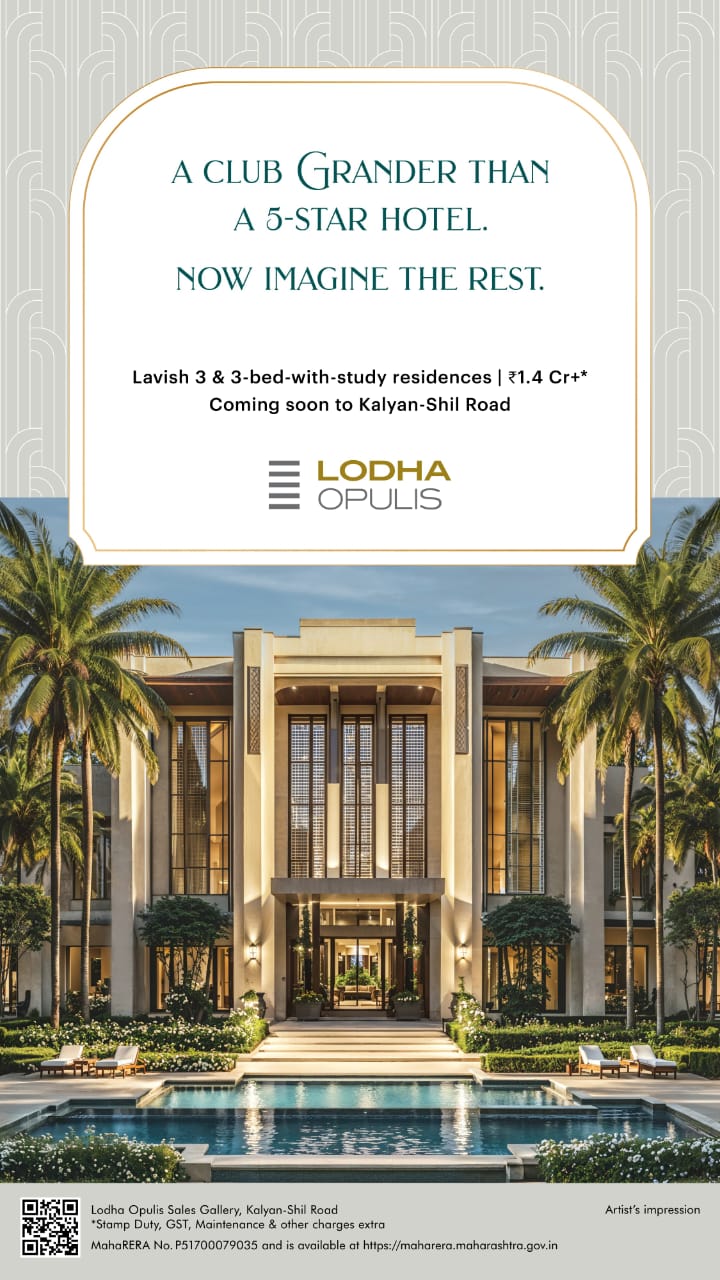 A CLUB GRANDER THAN
A 5-STAR HOTEL.
NOW IMAGINE THE REST.
Lavish 3 & 3-bed-with-study residences | ₹1.4 Cr+*
Coming soon to Kalyan-Shil Road
LODHA
OPULIS
Lodha Opulis Sales Gallery, Kalyan-Shil Road
*Stamp Duty, GST, Maintenance & other charges extra
MahaRERA No. P51700079035 and is available at https://maharera.maharashtra.gov.in
Artist's impression